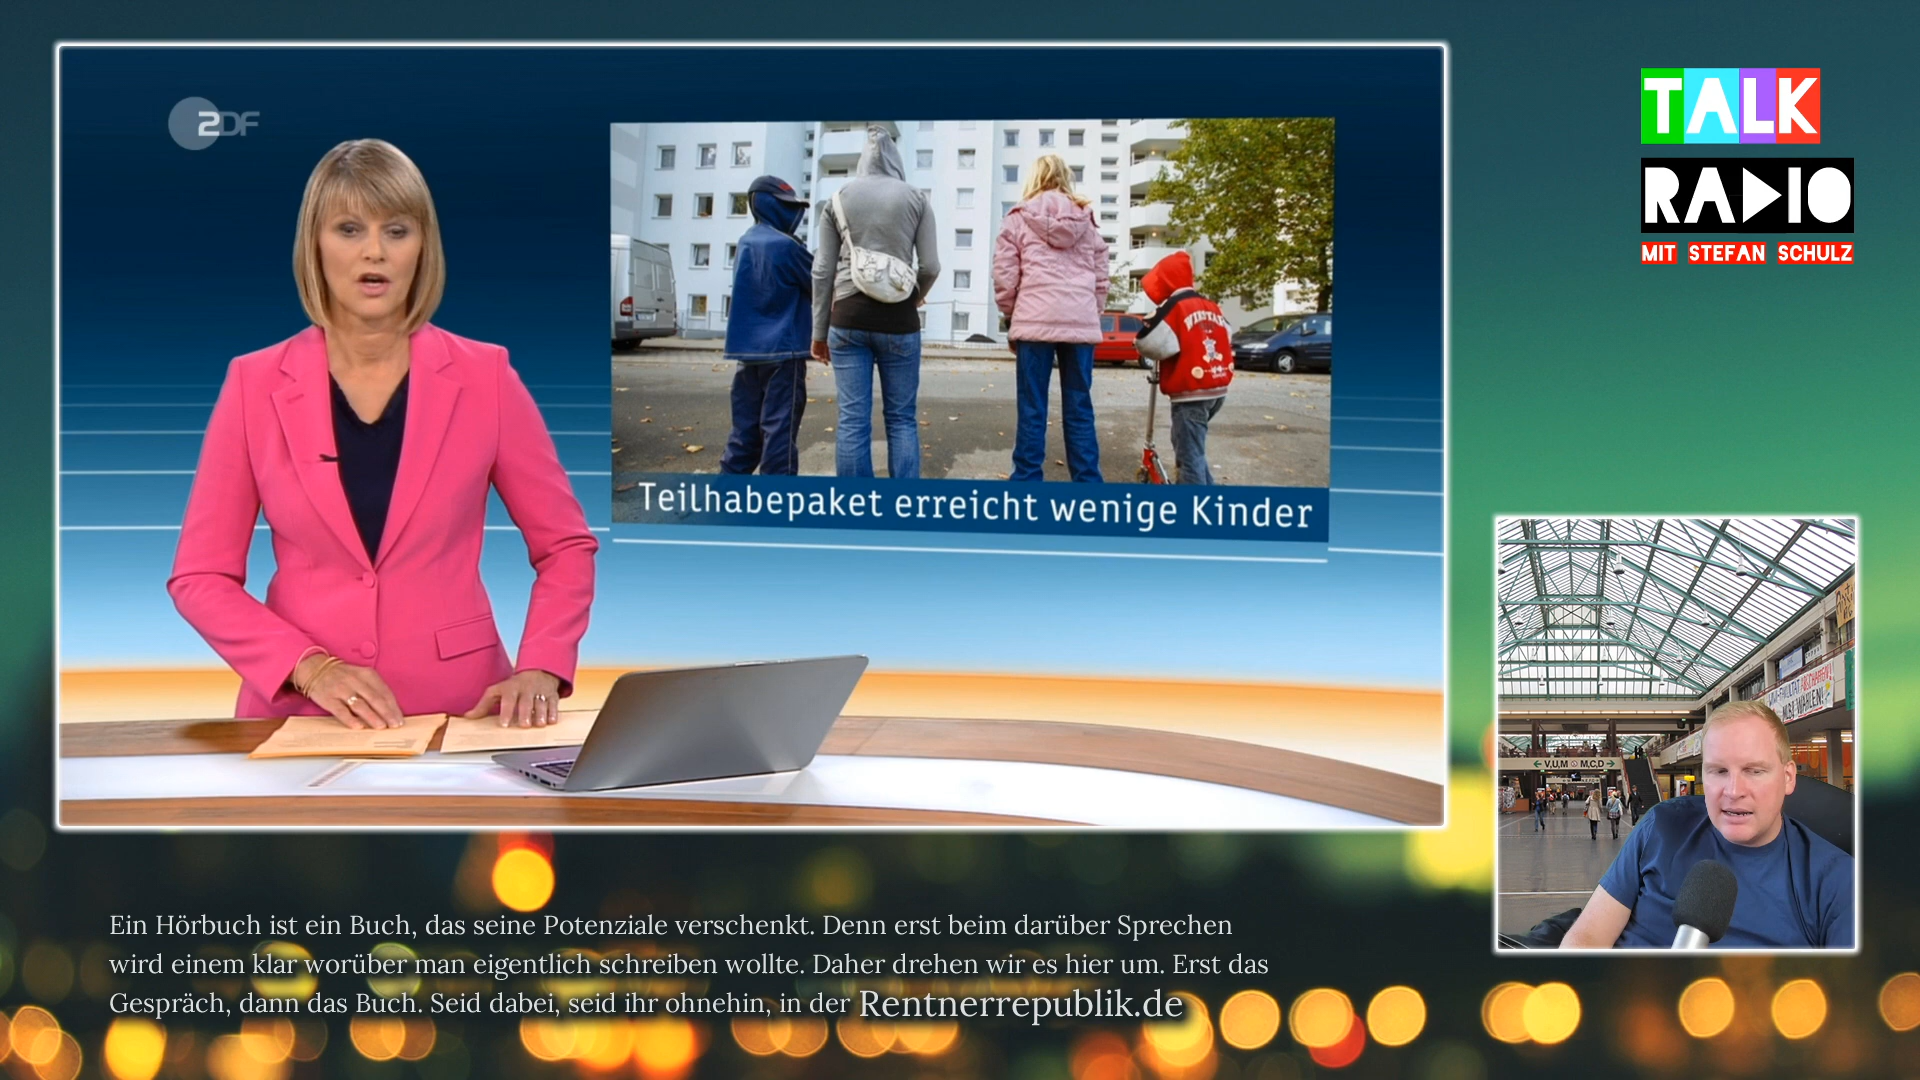 ZDF
Teilhabepaket erreicht wenige Kinder
TALK
RADIO
MIT STEFAN SCHULZ
V,U,M M,C,D
Ein Hörbuch ist ein Buch, das seine Potenziale verschenkt. Denn erst beim darüber Sprechen
wird einem klar worüber man eigentlich schreiben wollte. Daher drehen wir es hier um. Erst das
Gespräch, dann das Buch. Seid dabei, seid ihr ohnehin, in der Rentnerrepublik.de